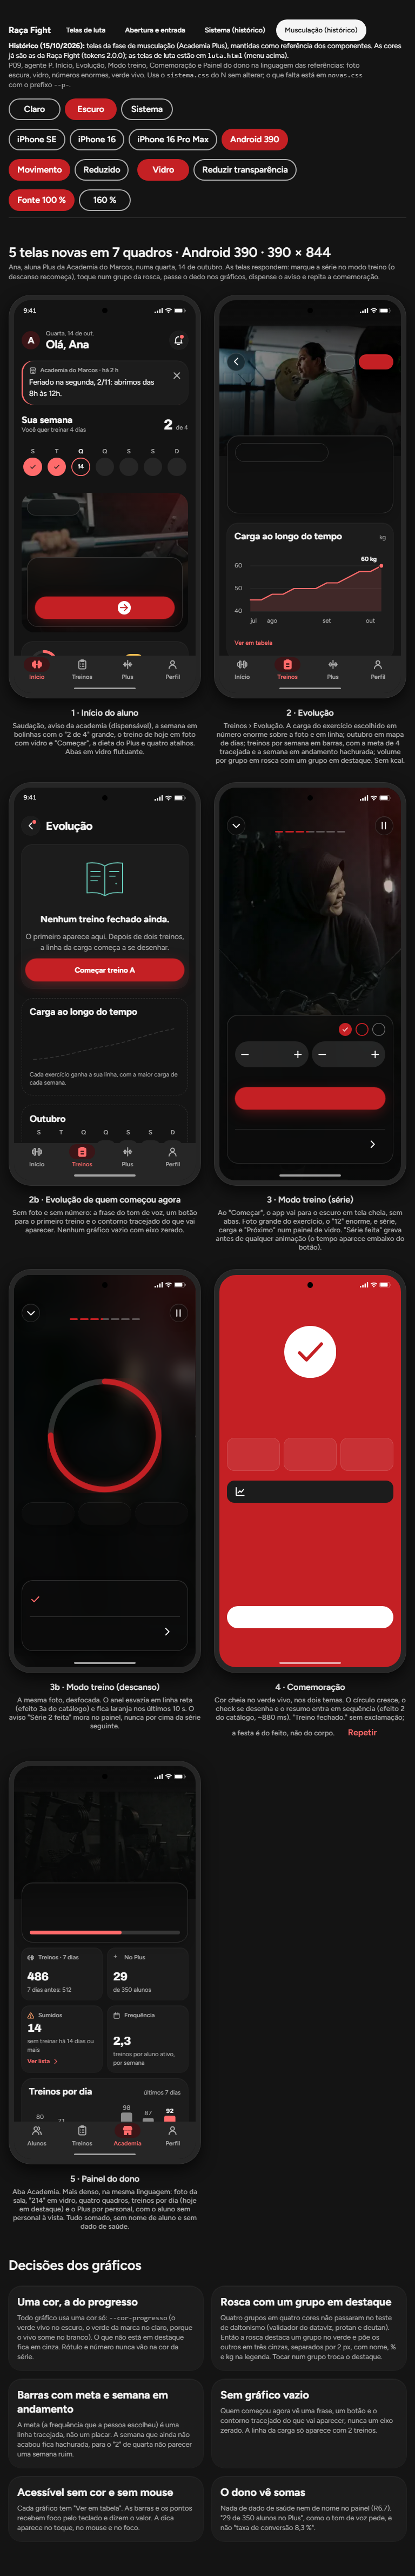 Raça Fight
Telas de luta
Abertura e entrada
Sistema (histórico)
Musculação (histórico)
Histórico (15/10/2026): telas da fase de musculação (Academia Plus), mantidas como referência dos componentes. As cores
já são as da Raça Fight (tokens 2.0.0); as telas de luta estão em luta.html (menu acima).
P09, agente P. Início, Evolução, Modo treino, Comemoração e Painel do dono na linguagem das referências: foto
escura, vidro, números enormes, verde vivo. Usa o sistema.css do N sem alterar; o que falta está em novas.css
com o prefixo --p-.
Claro
Escuro
Sistema
iPhone SE
iPhone 16
iPhone 16 Pro Max
Android 390
Movimento
Reduzido
Vidro
Reduzir transparência
Fonte 100 %
160 %
5 telas novas em 7 quadros · Android 390 · 390 × 844
Ana, aluna Plus da Academia do Marcos, numa quarta, 14 de outubro. As telas respondem: marque a série no modo treino (o
descanso recomeça), toque num grupo da rosca, passe o dedo nos gráficos, dispense o aviso e repita a comemoração.
9:41
A
Quarta, 14 de out.
Olá, Ana
Academia do Marcos · há 2 h
Feriado na segunda, 2/11: abrimos das
8h às 12h.
Sua semana
Você quer treinar 4 dias
2 de 4
S T Q Q S S D
14
Início
Treinos
Plus
Perfil
1 · Início do aluno
Saudação, aviso da academia (dispensável), a semana em
bolinhas com o "2 de 4" grande, o treino de hoje em foto
com vidro e "Começar", a dieta do Plus e quatro atalhos.
Abas em vidro flutuante.
Carga ao longo do tempo
kg
60 kg
60
50
40
jul ago set out
Ver em tabela
Início
Treinos
Plus
Perfil
2 · Evolução
Treinos › Evolução. A carga do exercício escolhido em
número enorme sobre a foto e em linha; outubro em mapa
de dias; treinos por semana em barras, com a meta de 4
tracejada e a semana em andamento hachurada; volume
por grupo em rosca com um grupo em destaque. Sem kcal.
9:41
Evolução
Nenhum treino fechado ainda.
O primeiro aparece aqui. Depois de dois treinos,
a linha da carga começa a se desenhar.
Começar treino A
Carga ao longo do tempo
Cada exercício ganha a sua linha, com a maior carga de
cada semana.
Outubro
S T Q Q S S D
Início
Treinos
Plus
Perfil
2b · Evolução de quem começou agora
Sem foto e sem número: a frase do tom de voz, um botão
para o primeiro treino e o contorno tracejado do que vai
aparecer. Nenhum gráfico vazio com eixo zerado.
3 · Modo treino (série)
Ao "Começar", o app vai para o escuro em tela cheia, sem
abas. Foto grande do exercício, o "12" enorme, e série,
carga e "Próximo" num painel de vidro. "Série feita" grava
antes de qualquer animação (o tempo aparece embaixo do
botão).
3b · Modo treino (descanso)
A mesma foto, desfocada. O anel esvazia em linha reta
(efeito 3a do catálogo) e fica laranja nos últimos 10 s. O
aviso "Série 2 feita" mora no painel, nunca por cima da série
seguinte.
4 · Comemoração
Cor cheia no verde vivo, nos dois temas. O círculo cresce, o
check se desenha e o resumo entra em sequência (efeito 2
do catálogo, ~880 ms). "Treino fechado." sem exclamação;
a festa é do feito, não do corpo.
Repetir
Treinos · 7 dias
486
7 dias antes: 512
No Plus
29
de 350 alunos
Sumidos
14
sem treinar há 14 dias ou
mais
Ver lista
Frequência
2,3
treinos por aluno ativo,
por semana
Treinos por dia
últimos 7 dias
80
71
98
87
92
Alunos
Treinos
Academia
Perfil
5 · Painel do dono
Aba Academia. Mais denso, na mesma linguagem: foto da
sala, "214" em vidro, quatro quadros, treinos por dia (hoje
em destaque) e o Plus por personal, com o aluno sem
personal à vista. Tudo somado, sem nome de aluno e sem
dado de saúde.
Decisões dos gráficos
Uma cor, a do progresso
Todo gráfico usa uma cor só: --cor-progresso (o
verde vivo no escuro, o verde da marca no claro, porque
o vivo some no branco). O que não está em destaque
fica em cinza. Rótulo e número nunca vão na cor da
série.
Rosca com um grupo em destaque
Quatro grupos em quatro cores não passaram no teste
de daltonismo (validador do dataviz, protan e deutan).
Então a rosca destaca um grupo no verde e põe os
outros em três cinzas, separados por 2 px, com nome, %
e kg na legenda. Tocar num grupo troca o destaque.
Barras com meta e semana em
andamento
A meta (a frequência que a pessoa escolheu) é uma
linha tracejada, não um placar. A semana que ainda não
acabou fica hachurada, para o "2" de quarta não parecer
uma semana ruim.
Sem gráfico vazio
Quem começou agora vê uma frase, um botão e o
contorno tracejado do que vai aparecer, nunca um eixo
zerado. A linha da carga só aparece com 2 treinos.
Acessível sem cor e sem mouse
Cada gráfico tem "Ver em tabela". As barras e os pontos
recebem foco pelo teclado e dizem o valor. A dica
aparece no toque, no mouse e no foco.
O dono vê somas
Nada de dado de saúde nem de nome no painel (R6.7).
"29 de 350 alunos no Plus", como o tom de voz pede, e
não "taxa de conversão 8,3 %".